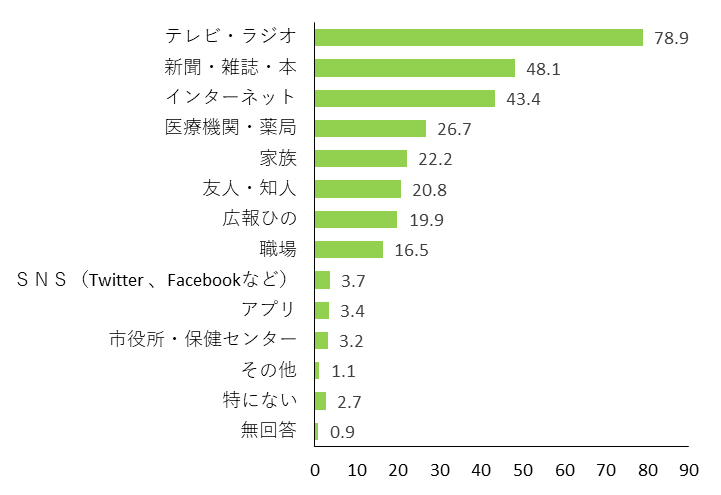 テレビ・ラジオ 78.9
新聞・雑誌・本 48.1
インターネット 43.4
医療機関・薬局 26.7
家族 22.2
友人・知人 20.8
広報ひの 19.9
職場 16.5
ＳＮＳ（Twitter 、Facebookなど） 3.7
アプリ 3.4
市役所・保健センター 3.2
その他 1.1
特にない 2.7
無回答 0.9
0 10 20 30 40 50 60 70 80 90